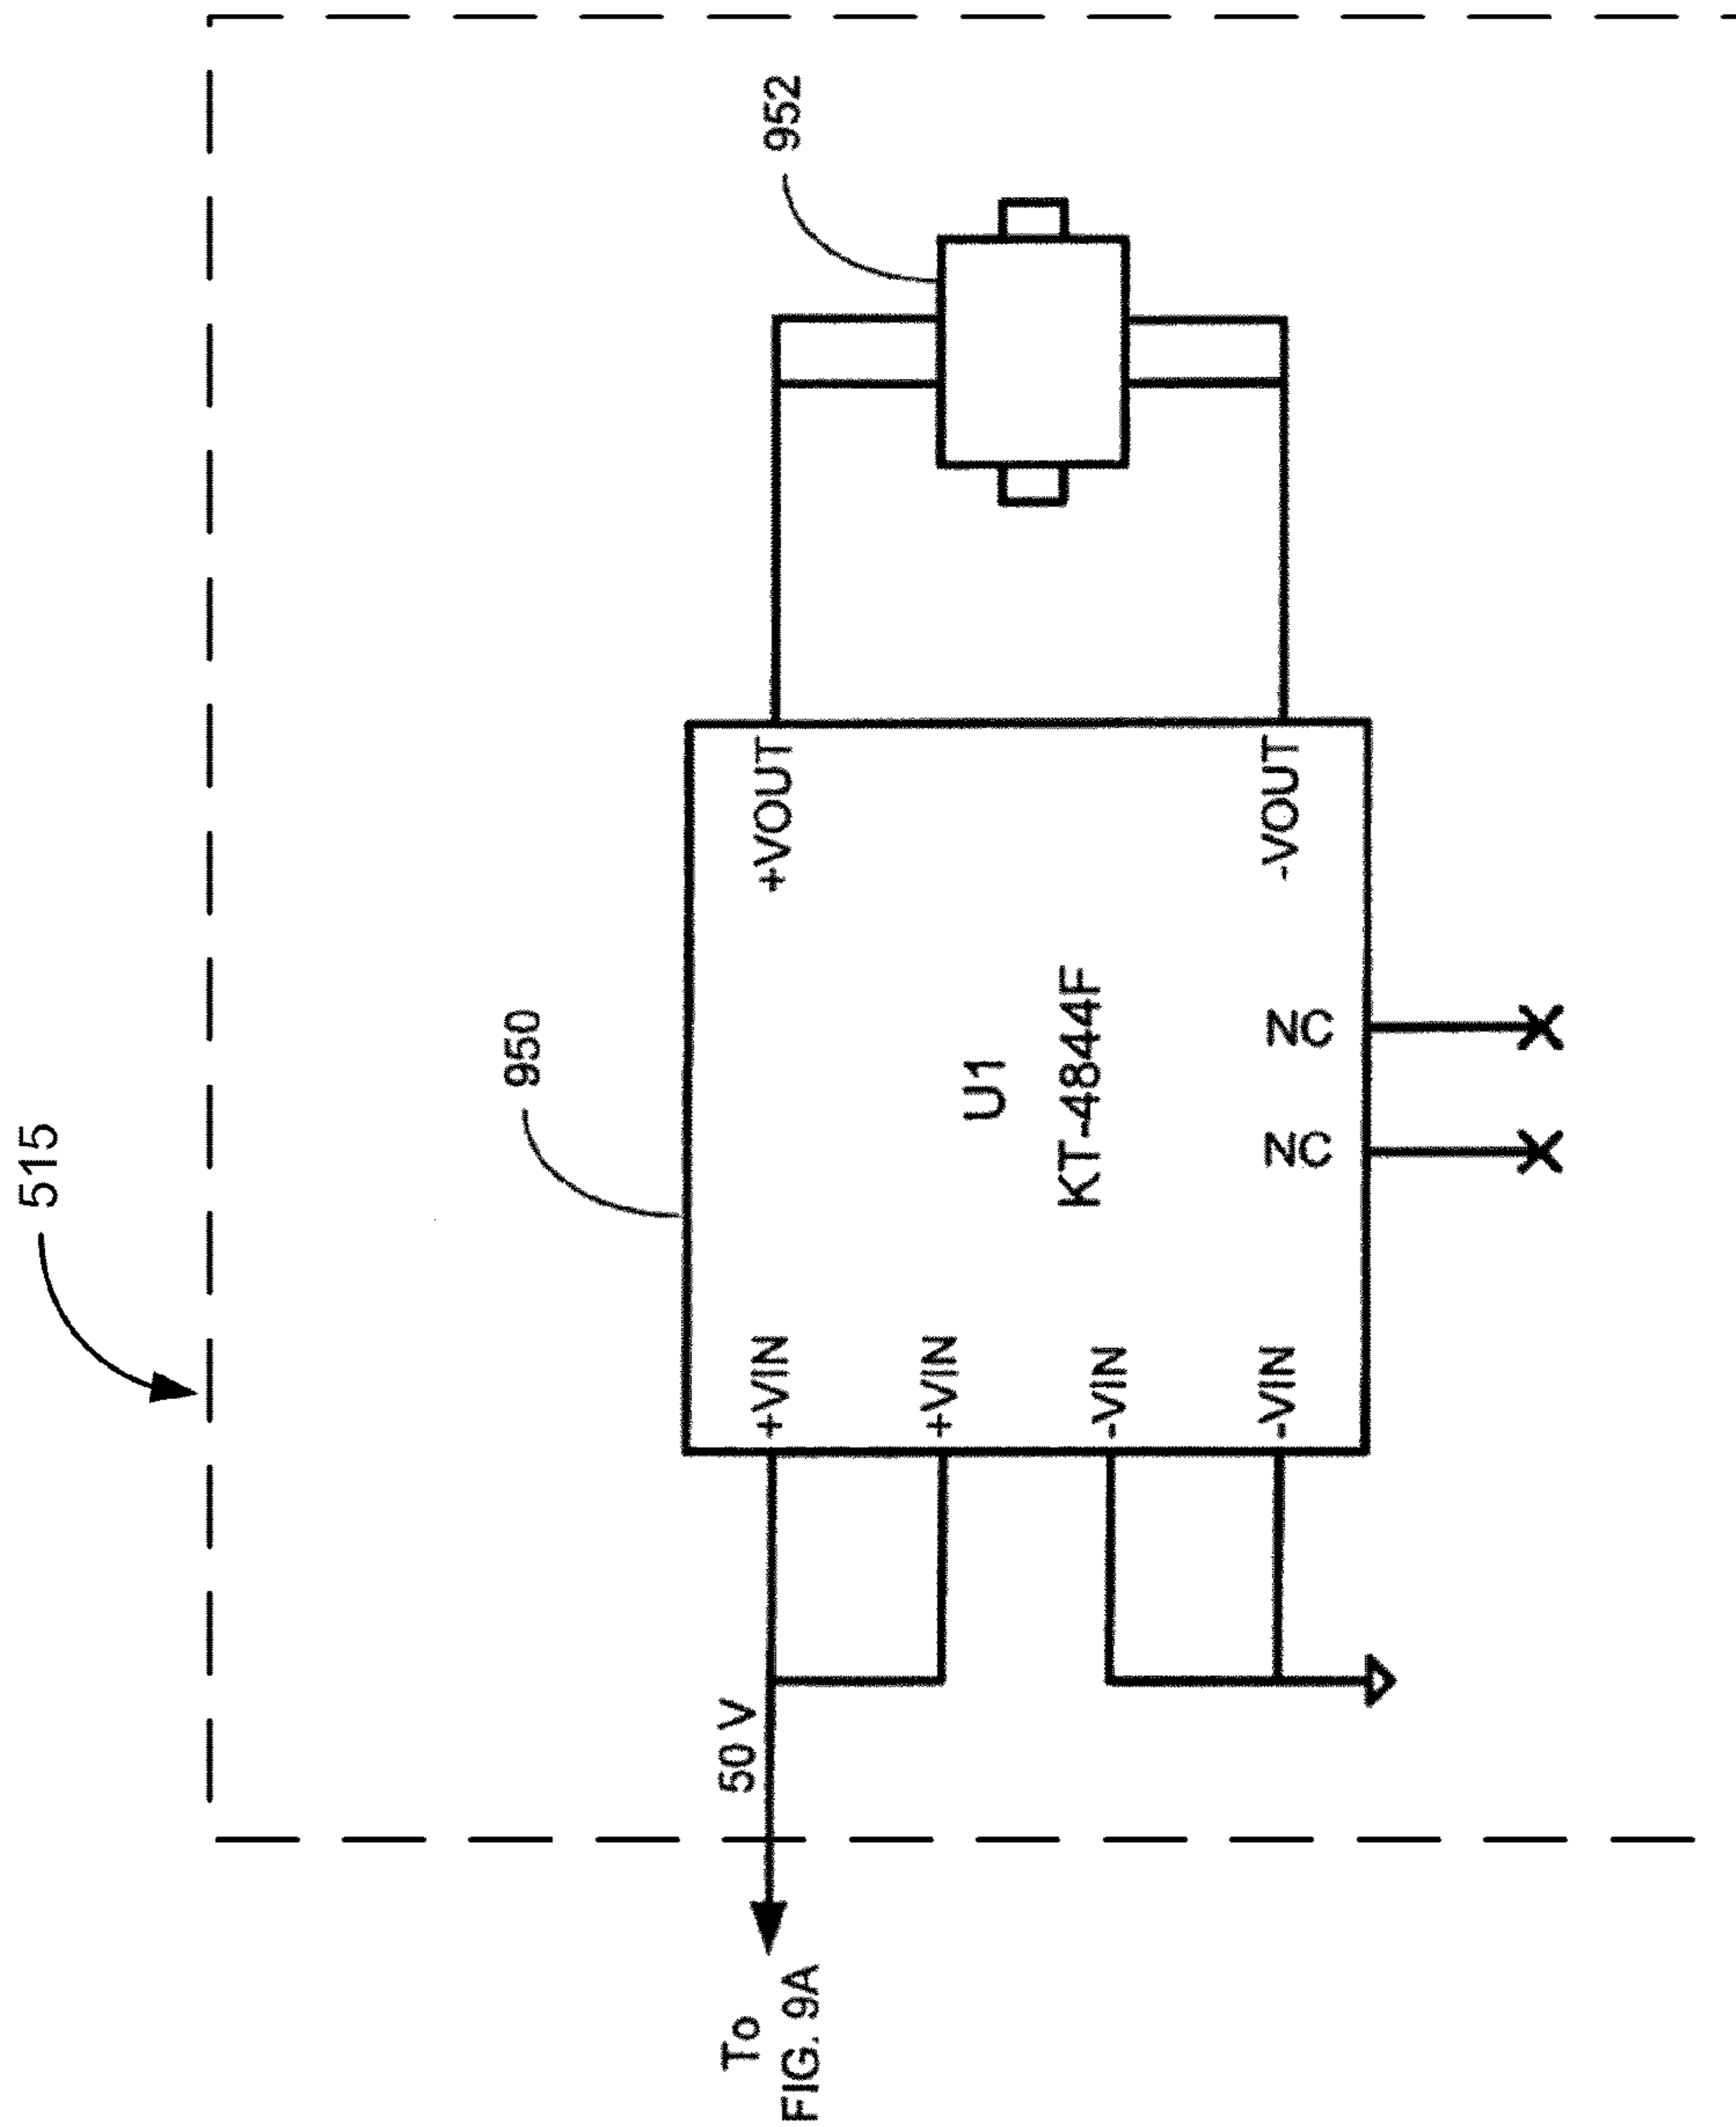 515
950
952
To
FIG. 9A
50 V
+VIN
+VIN
-VIN
-VIN
U1
KT-4844F
NC
NC
+VOUT
-VOUT